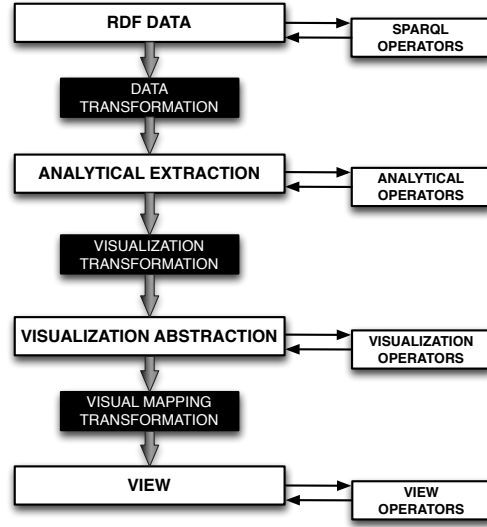 RDF DATA
SPARQL
OPERATORS
DATA
TRANSFORMATION
ANALYTICAL EXTRACTION
ANALYTICAL
OPERATORS
VISUALIZATION
TRANSFORMATION
VISUALIZATION ABSTRACTION
VISUALIZATION
OPERATORS
VISUAL MAPPING
TRANSFORMATION
VIEW
VIEW
OPERATORS